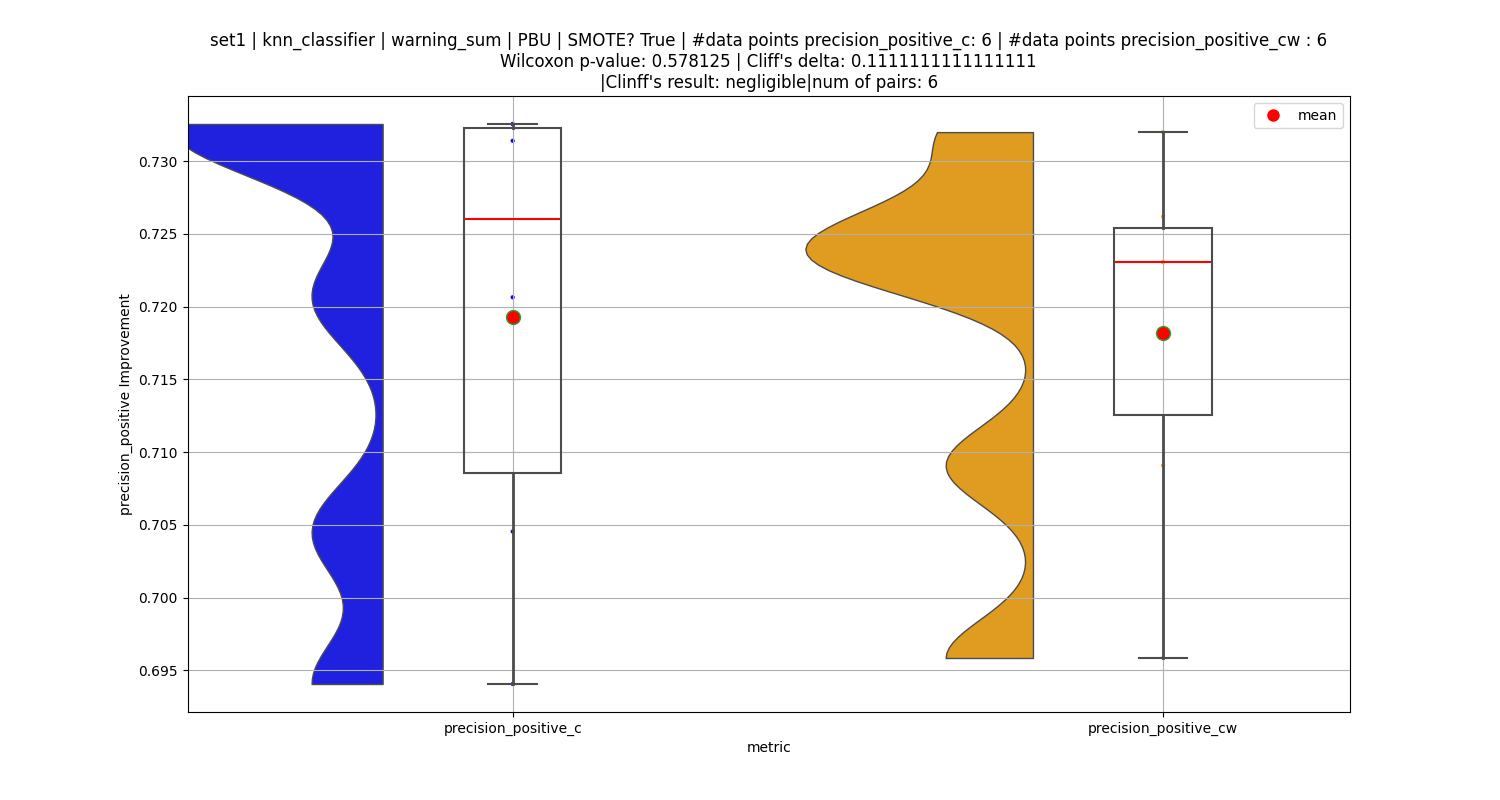 set1 | knn_classifier | warning_sum | PBU | SMOTE? True | #data points precision_positive_c: 6 | #data points precision_positive_cw : 6
Wilcoxon p-value: 0.578125 | Cliff's delta: 0.1111111111111111
|Clinff's result: negligible|num of pairs: 6
mean
0.730
0.725
0.720
0.715
0.710
0.705
0.700
0.695
precision_positive Improvement
precision_positive_c
precision_positive_cw
metric